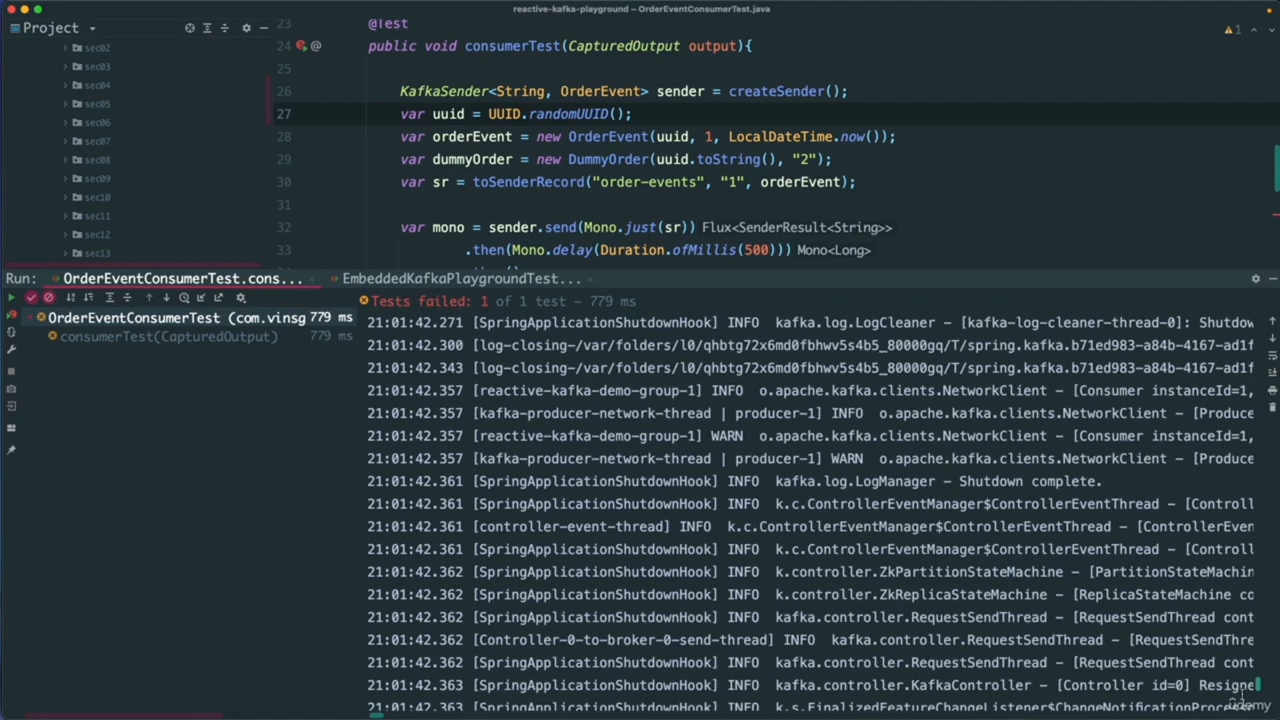 reactive-kafka-playground – OrderEventConsumerTest.java
Project
sec02
sec03
sec04
sec05
sec06
sec07
sec08
sec09
sec10
sec11
sec12
sec13
23 @Test
24 public void consumerTest(CapturedOutput output){
25
26 KafkaSender<String, OrderEvent> sender = createSender();
27 var uuid = UUID.randomUUID();
28 var orderEvent = new OrderEvent(uuid, 1, LocalDateTime.now());
29 var dummyOrder = new DummyOrder(uuid.toString(), "2");
30 var sr = toSenderRecord("order-events", "1", orderEvent);
31
32 var mono = sender.send(Mono.just(sr)) Flux<SenderResult<String>>
33 .then(Mono.delay(Duration.ofMillis(500))) Mono<Long>
1
Run: OrderEventConsumerTest.cons... EmbeddedKafkaPlaygroundTest...
Tests failed: 1 of 1 test – 779 ms
OrderEventConsumerTest (com.vinsg 779 ms
consumerTest(CapturedOutput) 779 ms
21:01:42.271 [SpringApplicationShutdownHook] INFO kafka.log.LogCleaner – [kafka-log-cleaner-thread-0]: Shutdow
21:01:42.300 [log-closing-/var/folders/l0/qhbtg72x6md0fbhwv5s4b5_80000gq/T/spring.kafka.b71ed983-a84b-4167-ad1f
21:01:42.343 [log-closing-/var/folders/l0/qhbtg72x6md0fbhwv5s4b5_80000gq/T/spring.kafka.b71ed983-a84b-4167-ad1f
21:01:42.357 [reactive-kafka-demo-group-1] INFO o.apache.kafka.clients.NetworkClient – [Consumer instanceId=1,
21:01:42.357 [kafka-producer-network-thread | producer-1] INFO o.apache.kafka.clients.NetworkClient – [Produce
21:01:42.357 [reactive-kafka-demo-group-1] WARN o.apache.kafka.clients.NetworkClient – [Consumer instanceId=1,
21:01:42.357 [kafka-producer-network-thread | producer-1] WARN o.apache.kafka.clients.NetworkClient – [Produce
21:01:42.361 [SpringApplicationShutdownHook] INFO kafka.log.LogManager – Shutdown complete.
21:01:42.361 [SpringApplicationShutdownHook] INFO k.c.ControllerEventManager$ControllerEventThread – [Controll
21:01:42.361 [controller-event-thread] INFO k.c.ControllerEventManager$ControllerEventThread – [ControllerEven
21:01:42.361 [SpringApplicationShutdownHook] INFO k.c.ControllerEventManager$ControllerEventThread – [Controll
21:01:42.362 [SpringApplicationShutdownHook] INFO k.controller.ZkPartitionStateMachine – [PartitionStateMachin
21:01:42.362 [SpringApplicationShutdownHook] INFO k.controller.ZkReplicaStateMachine – [ReplicaStateMachine co
21:01:42.362 [SpringApplicationShutdownHook] INFO kafka.controller.RequestSendThread – [RequestSendThread cont
21:01:42.362 [Controller-0-to-broker-0-send-thread] INFO kafka.controller.RequestSendThread – [RequestSendThre
21:01:42.362 [SpringApplicationShutdownHook] INFO kafka.controller.RequestSendThread – [RequestSendThread cont
21:01:42.363 [SpringApplicationShutdownHook] INFO kafka.controller.KafkaController – [Controller id=0] Resigne
21:01:42.363 [SpringApplicationShutdownHook] INFO k.s.FinalizedFeatureChangeListener$ChangeNotificationProces
Udemy